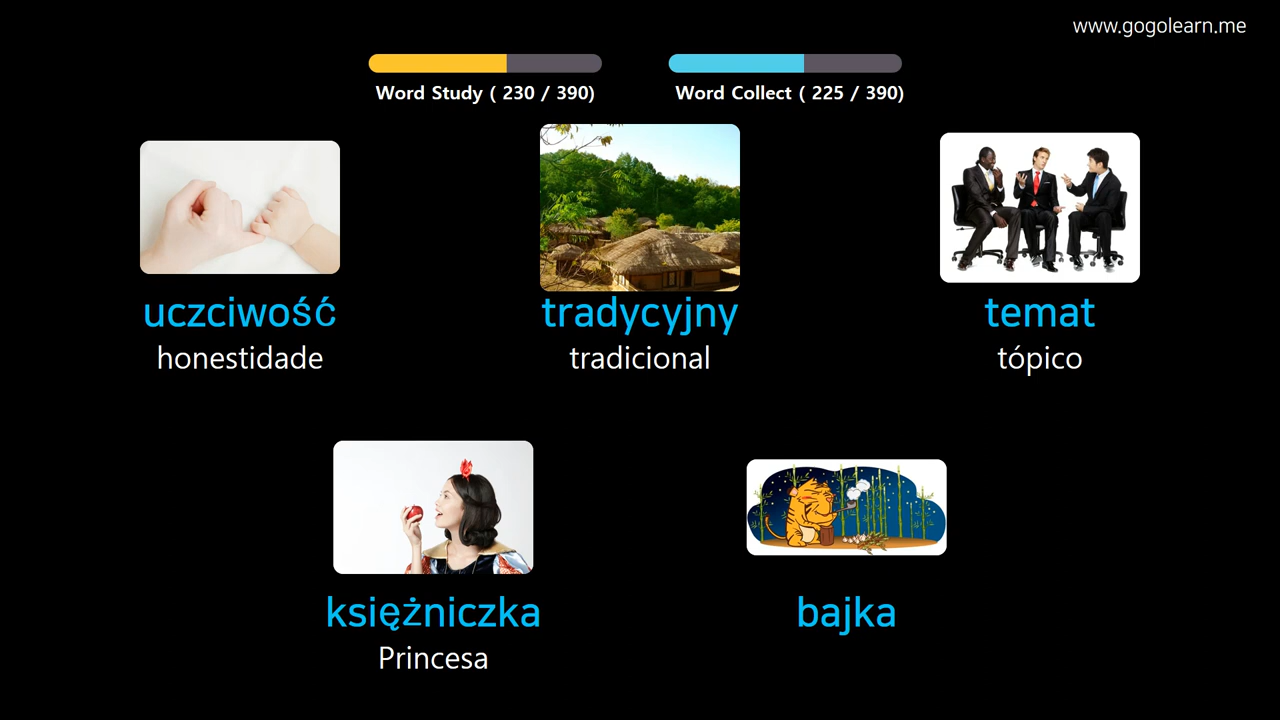 www.gogolearn.me
Word Study ( 230 / 390)
Word Collect ( 225 / 390)
uczciwość
honestidade
tradycyjny
tradicional
temat
tópico
księżniczka
Princesa
bajka